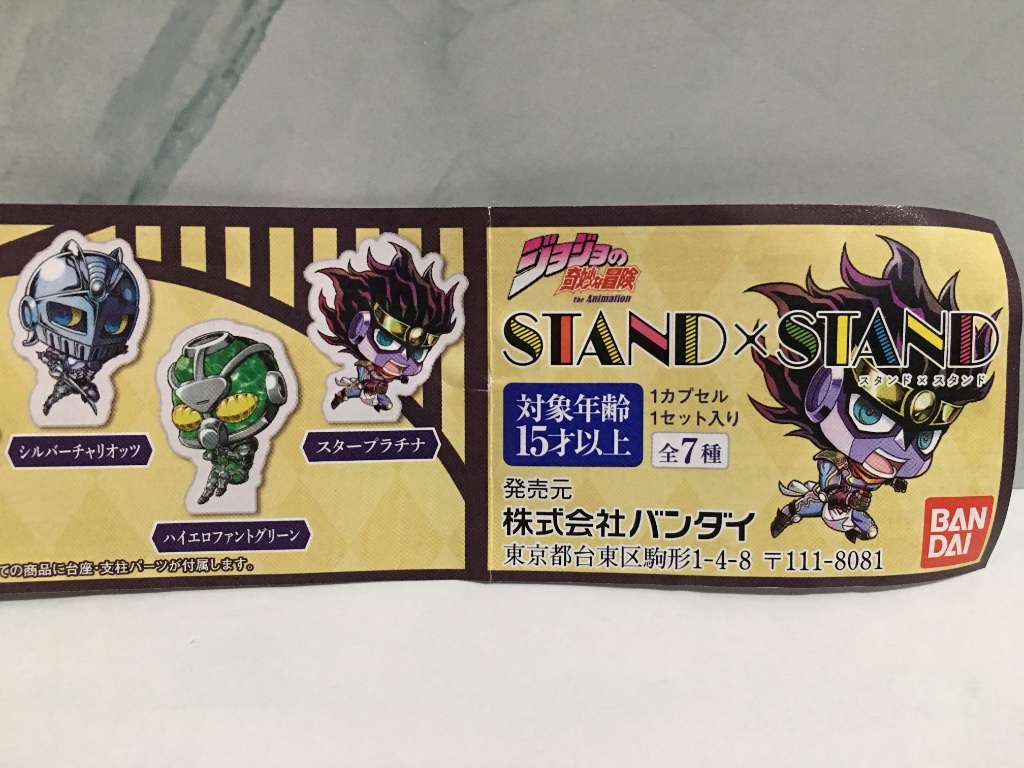 シルバーチャリオッツ
ハイエロファントグリーン
スタープラチナ
ての商品に台座・支柱パーツが付属します。
ジョジョの
奇妙な冒険
the Animation
STAND×STAND
スタンド×スタンド
対象年齢
15才以上
1カプセル
1セット入り
全7種
発売元
株式会社バンダイ
東京都台東区駒形1-4-8 〒111-8081
BAN
DAI